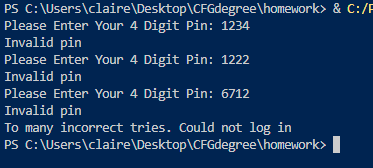 PS C:\Users\claire\Desktop\CFGdegree\homework> & C:/
Please Enter Your 4 Digit Pin: 1234
Invalid pin
Please Enter Your 4 Digit Pin: 1222
Invalid pin
Please Enter Your 4 Digit Pin: 6712
Invalid pin
To many incorrect tries. Could not log in
PS C:\Users\claire\Desktop\CFGdegree\homework>